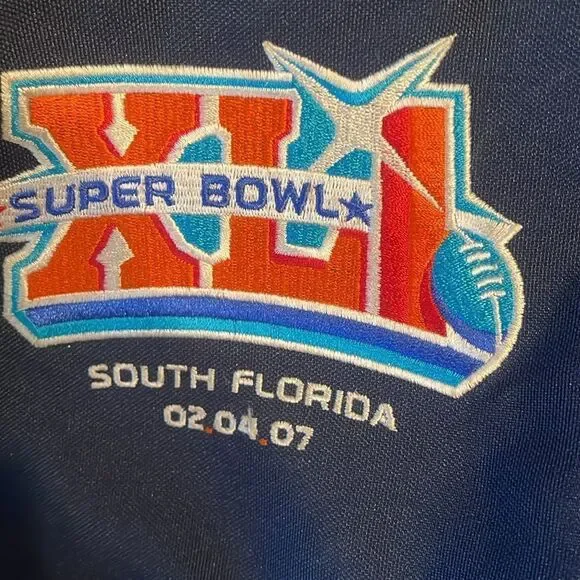 XLI
SUPER BOWL
SOUTH FLORIDA
02.04.07